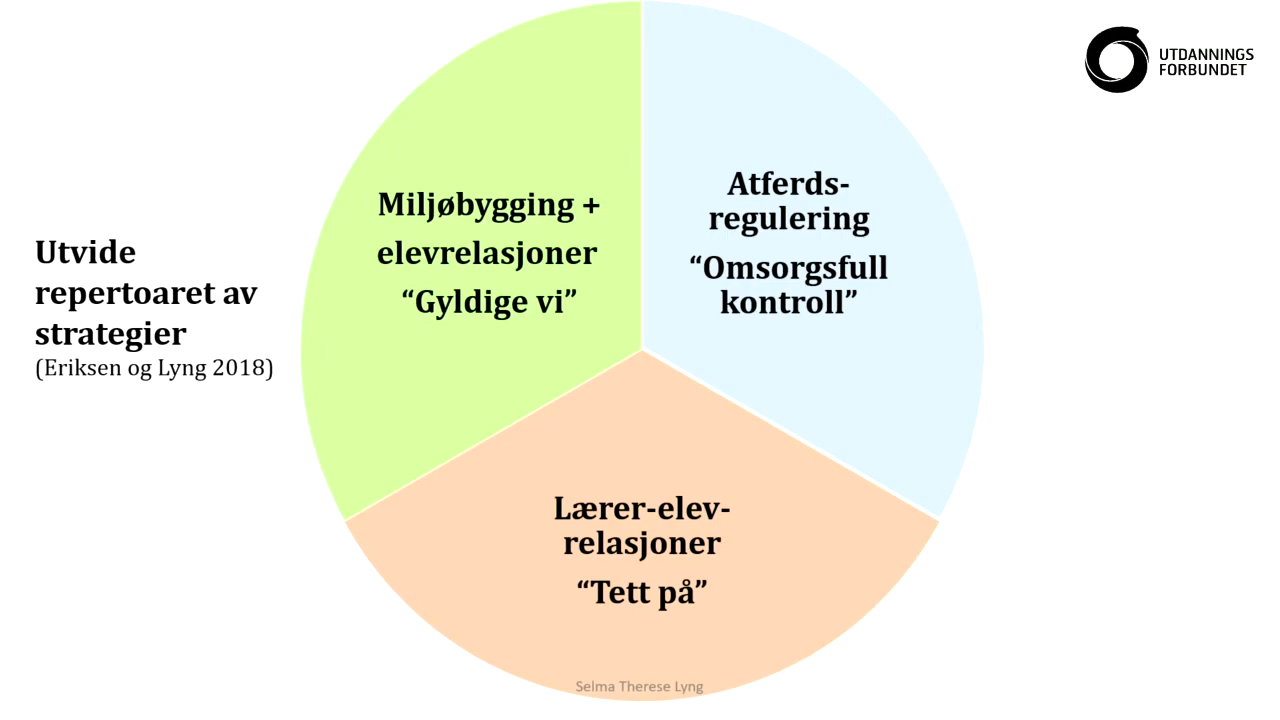 UTDANNINGS
FORBUNDET
Utvide
repertoaret av
strategier
(Eriksen og Lyng 2018)
Miljøbygging +
elevrelasjoner
“Gyldige vi”
Atferds-
regulering
“Omsorgsfull
kontroll”
Lærer-elev-
relasjoner
“Tett på”
Selma Therese Lyng